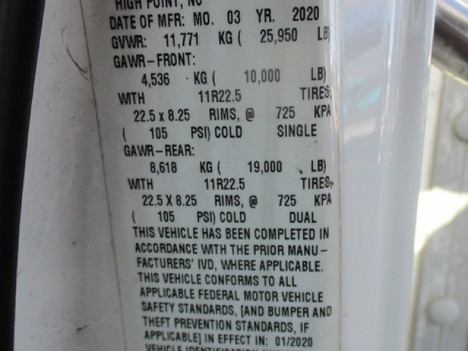 HIGH POINT, NC
DATE OF MFR: MO. 03 YR. 2020
GVWR: 11,771 KG ( 25,950 LB)
GAWR-FRONT:
4,536 KG ( 10,000 LB)
WITH 11R22.5 TIRES,
22.5 x 8.25 RIMS, @ 725 KPA
( 105 PSI) COLD SINGLE
GAWR-REAR:
8,618 KG ( 19,000 LB)
WITH 11R22.5 TIRES,
22.5 X 8.25 RIMS, @ 725 KPA
( 105 PSI) COLD DUAL
THIS VEHICLE HAS BEEN COMPLETED IN
ACCORDANCE WITH THE PRIOR MANU-
FACTURERS' IVD, WHERE APPLICABLE.
THIS VEHICLE CONFORMS TO ALL
APPLICABLE FEDERAL MOTOR VEHICLE
SAFETY STANDARDS, [AND BUMPER AND
THEFT PREVENTION STANDARDS, IF
APPLICABLE] IN EFFECT IN: 01/2020
VEHICLE IDENTIFICATION